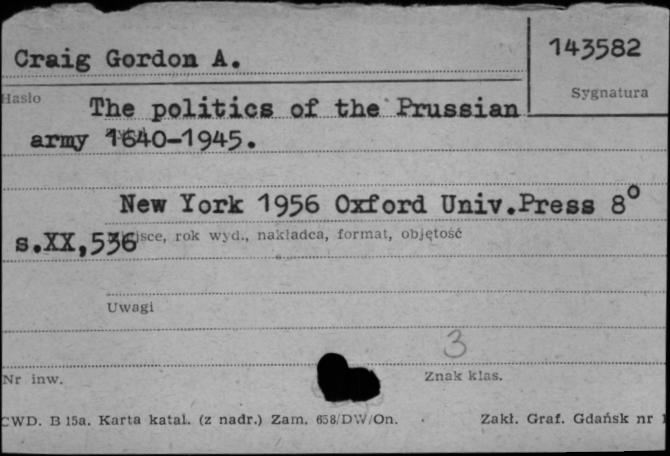 Craig Gordon A.
143582
Sygnatura
Hasło
The politics of the Prussian
army 1640-1945.
New York 1956 Oxford Univ.Press 8°
s.XX,536
rok wyd., nakładca, format, objętość
Uwagi
3
Nr inw.
Znak klas.
CWD. B 15a. Karta katal. (z nadr.) Zam. 658/DW/On.
Zakł. Graf. Gdańsk nr